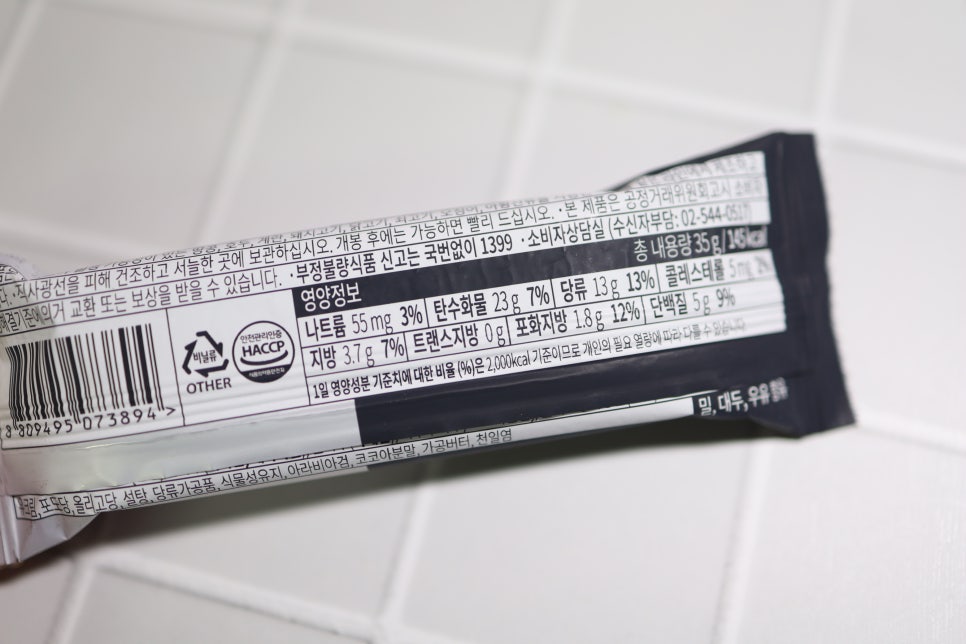 본 제품은 공정거래위원회고시 소비자
직사광선을 피해 건조하고 서늘한 곳에 보관하십시오. 개봉 후에는 가능하면 빨리 드십시오.
교환 또는 보상을 받을 수 있습니다. ·부정불량식품 신고는 국번없이 1399 ·소비자상담실 (수신자부담: 02-544-0517)
총 내용량 35g / 145kcal
영양정보
나트륨 55mg 3% 탄수화물 23g 7% 당류 13g 13% 콜레스테롤 5mg 2%
지방 3.7g 7% 트랜스지방 0g 포화지방 1.8g 12% 단백질 5g 9%
1일 영양성분 기준치에 대한 비율 (%)은 2,000kcal 기준이므로 개인의 필요 열량에 따라 다를 수 있습니다.
비닐류
OTHER
안전관리인증
HACCP
식품의약품안전처
8 809495 073894 >
밀, 대두, 우유 함유
포도당, 올리고당, 설탕, 당류가공품, 식물성유지, 아라비아검, 코코아분말, 가공버터, 천일염